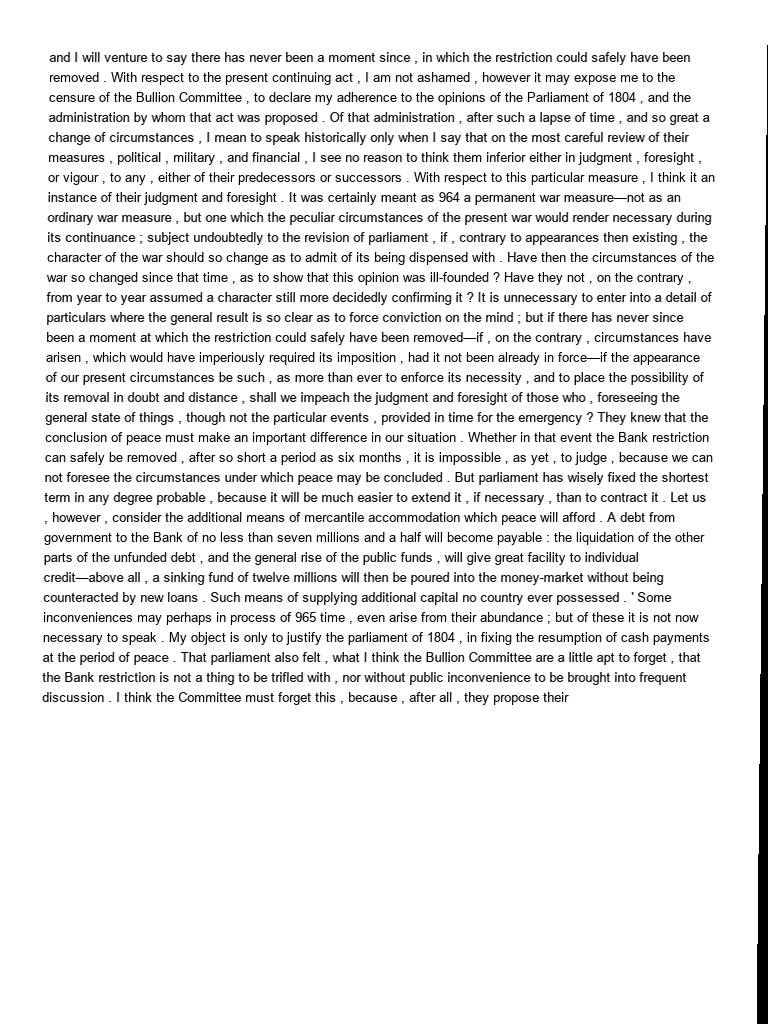 and I will venture to say there has never been a moment since , in which the restriction could safely have been
removed . With respect to the present continuing act , I am not ashamed , however it may expose me to the
censure of the Bullion Committee , to declare my adherence to the opinions of the Parliament of 1804 , and the
administration by whom that act was proposed . Of that administration , after such a lapse of time , and so great a
change of circumstances , I mean to speak historically only when I say that on the most careful review of their
measures , political , military , and financial , I see no reason to think them inferior either in judgment , foresight ,
or vigour , to any , either of their predecessors or successors . With respect to this particular measure , I think it an
instance of their judgment and foresight . It was certainly meant as 964 a permanent war measure—not as an
ordinary war measure , but one which the peculiar circumstances of the present war would render necessary during
its continuance ; subject undoubtedly to the revision of parliament , if , contrary to appearances then existing , the
character of the war should so change as to admit of its being dispensed with . Have then the circumstances of the
war so changed since that time , as to show that this opinion was ill-founded ? Have they not , on the contrary ,
from year to year assumed a character still more decidedly confirming it ? It is unnecessary to enter into a detail of
particulars where the general result is so clear as to force conviction on the mind ; but if there has never since
been a moment at which the restriction could safely have been removed—if , on the contrary , circumstances have
arisen , which would have imperiously required its imposition , had it not been already in force—if the appearance
of our present circumstances be such , as more than ever to enforce its necessity , and to place the possibility of
its removal in doubt and distance , shall we impeach the judgment and foresight of those who , foreseeing the
general state of things , though not the particular events , provided in time for the emergency ? They knew that the
conclusion of peace must make an important difference in our situation . Whether in that event the Bank restriction
can safely be removed , after so short a period as six months , it is impossible , as yet , to judge , because we can
not foresee the circumstances under which peace may be concluded . But parliament has wisely fixed the shortest
term in any degree probable , because it will be much easier to extend it , if necessary , than to contract it . Let us
, however , consider the additional means of mercantile accommodation which peace will afford . A debt from
government to the Bank of no less than seven millions and a half will become payable : the liquidation of the other
parts of the unfunded debt , and the general rise of the public funds , will give great facility to individual
credit—above all , a sinking fund of twelve millions will then be poured into the money-market without being
counteracted by new loans . Such means of supplying additional capital no country ever possessed . ' Some
inconveniences may perhaps in process of 965 time , even arise from their abundance ; but of these it is not now
necessary to speak . My object is only to justify the parliament of 1804 , in fixing the resumption of cash payments
at the period of peace . That parliament also felt , what I think the Bullion Committee are a little apt to forget , that
the Bank restriction is not a thing to be trifled with , nor without public inconvenience to be brought into frequent
discussion . I think the Committee must forget this , because , after all , they propose their